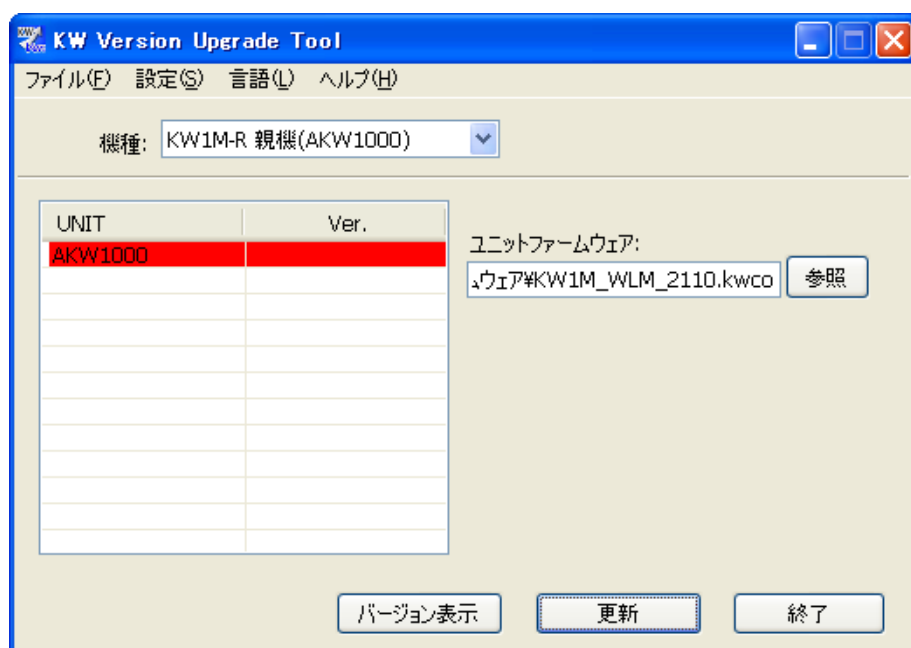 KW Version Upgrade Tool
ファイル(F) 設定(S) 言語(L) ヘルプ(H)
機種: KW1M-R 親機(AKW1000)
UNIT Ver.
AKW1000
ユニットファームウェア:
ウェア¥KW1M_WLM_2110.kwco 参照
バージョン表示 更新 終了